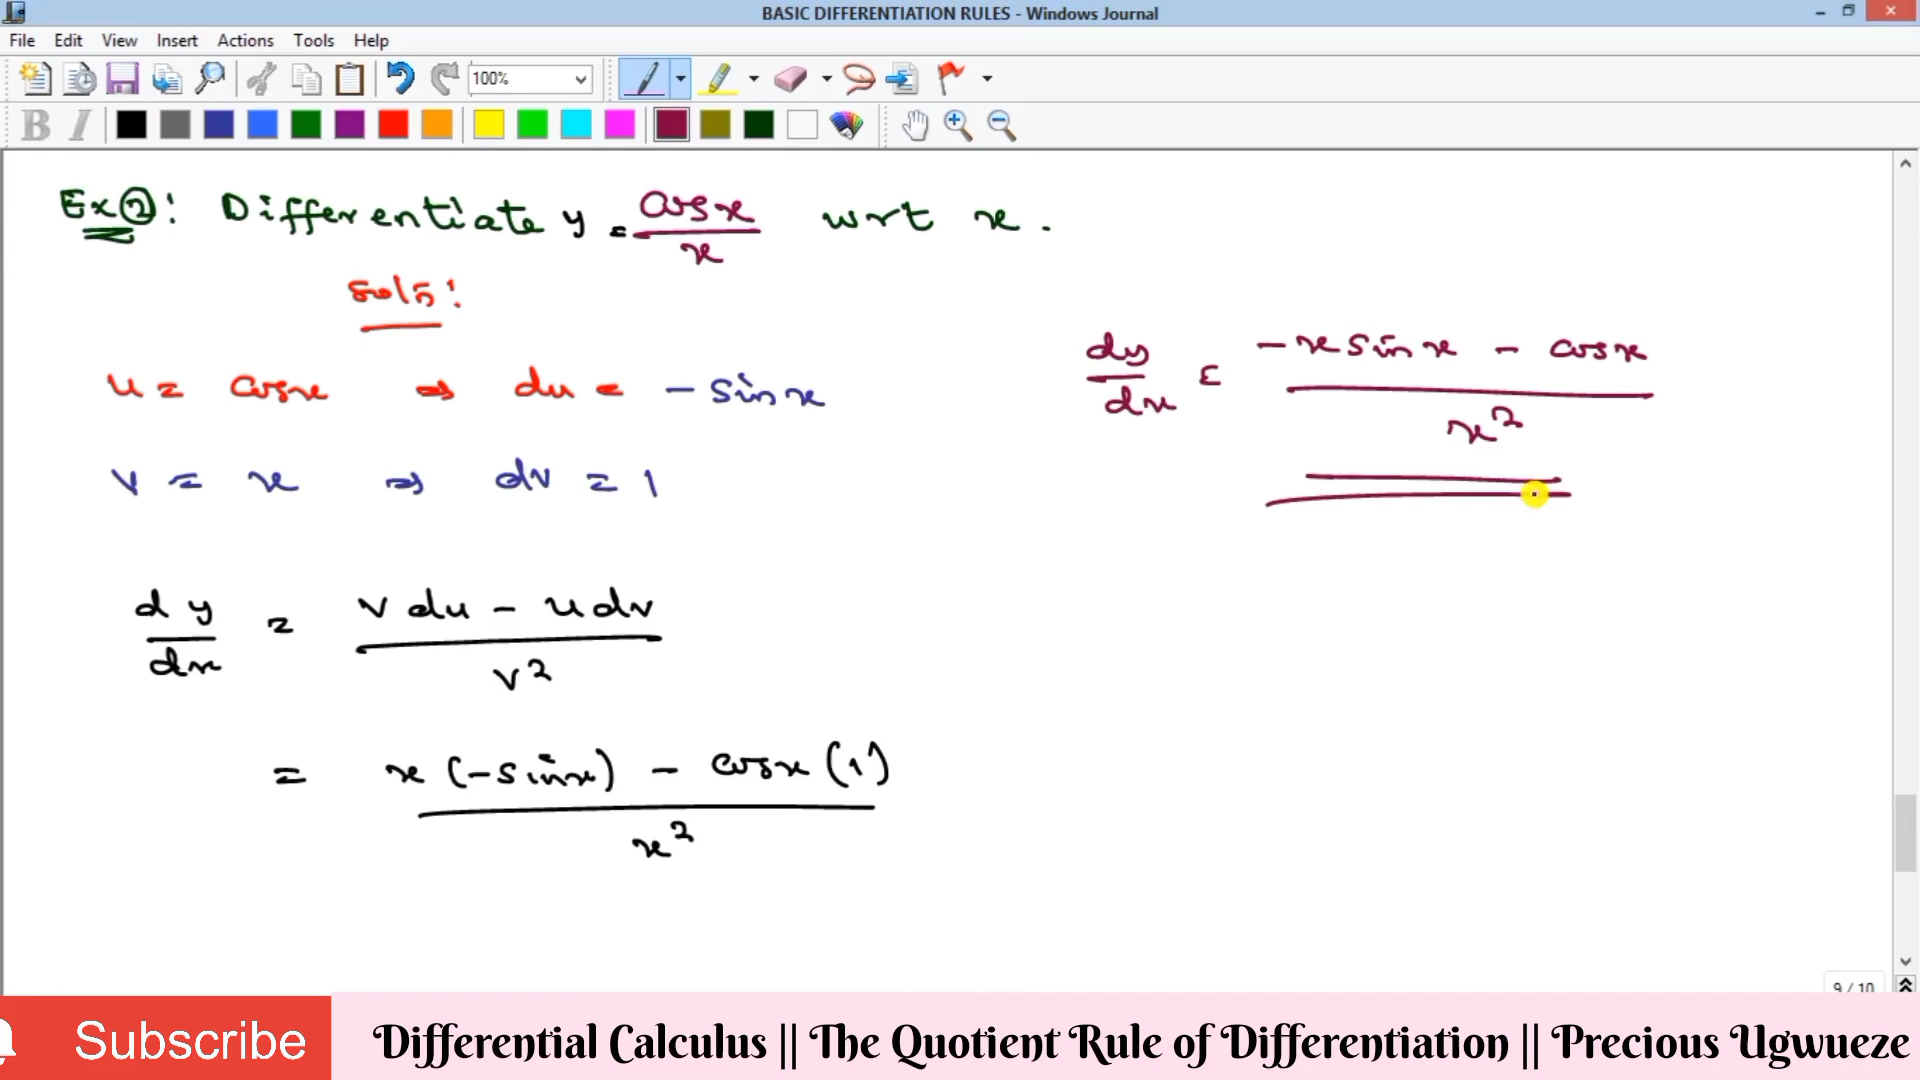 BASIC DIFFERENTIATION RULES - Windows Journal
File Edit View Insert Actions Tools Help
100%
B I
Ex②: Differentiate y = cosx/x wrt x.
Soln:
u = cosx ⇒ du = -sinx
v = x ⇒ dv = 1
dy/dx = (v du - u dv)/v²
= (x(-sinx) - cosx(1))/x²
dy/dx = (-x sinx - cosx)/x²
9 / 10
Subscribe
Differential Calculus || The Quotient Rule of Differentiation || Precious Ugwueze